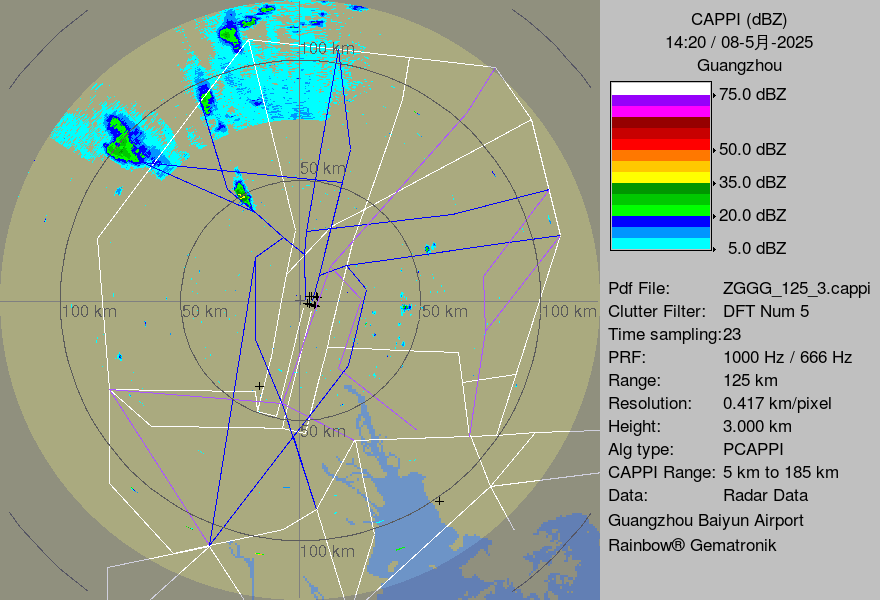 CAPPI (dBZ)
14:20 / 08-5月-2025
Guangzhou
75.0 dBZ
50.0 dBZ
35.0 dBZ
20.0 dBZ
5.0 dBZ
Pdf File: ZGGG_125_3.cappi
Clutter Filter: DFT Num 5
Time sampling:23
PRF: 1000 Hz / 666 Hz
Range: 125 km
Resolution: 0.417 km/pixel
Height: 3.000 km
Alg type: PCAPPI
CAPPI Range: 5 km to 185 km
Data: Radar Data
Guangzhou Baiyun Airport
Rainbow® Gematronik
100 km
50 km
100 km 50 km 50 km 100 km
50 km
100 km